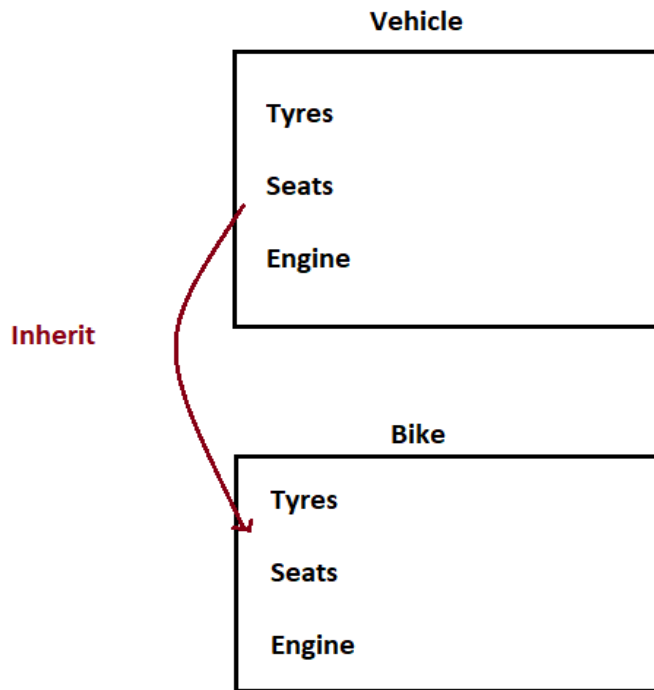 Vehicle
Tyres
Seats
Engine
Inherit
Bike
Tyres
Seats
Engine